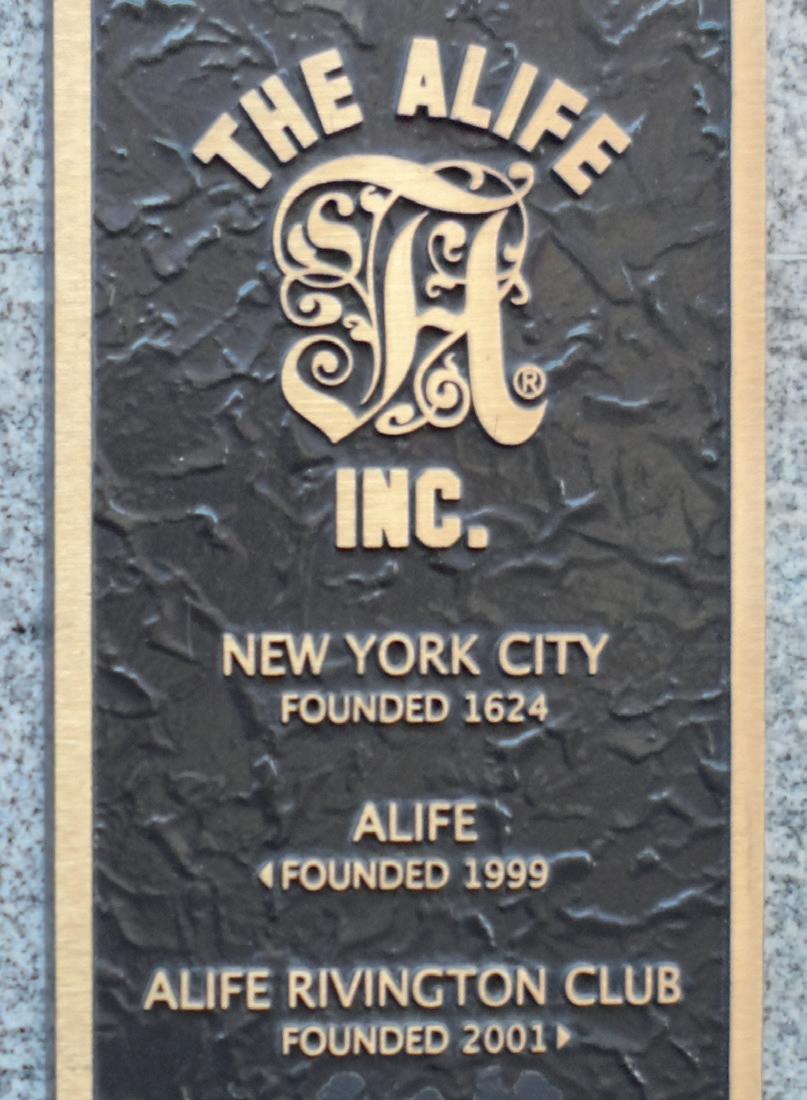 THE ALIFE
A®
INC.
NEW YORK CITY
FOUNDED 1624
ALIFE
◂FOUNDED 1999
ALIFE RIVINGTON CLUB
FOUNDED 2001▸